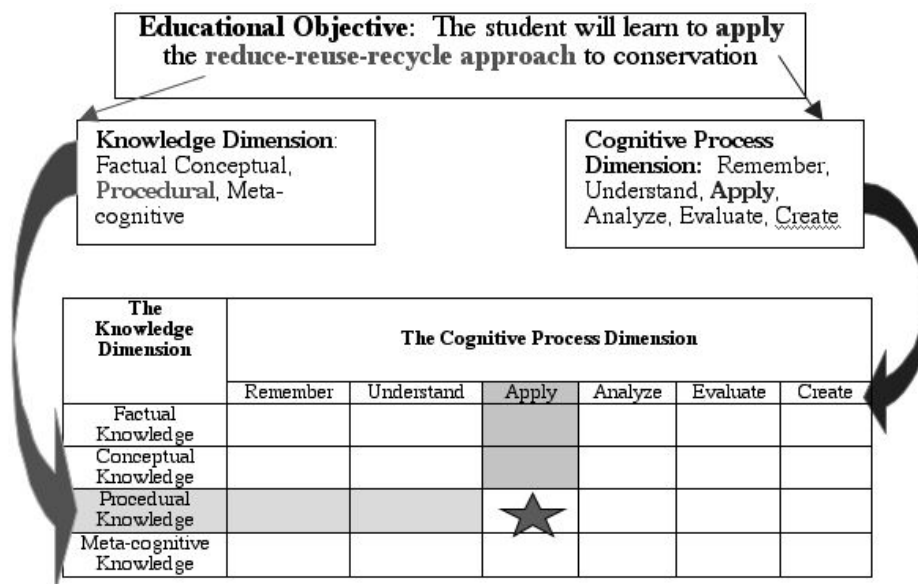 Educational Objective: The student will learn to apply
the reduce-reuse-recycle approach to conservation
Knowledge Dimension:
Factual Conceptual,
Procedural, Meta-
cognitive
Cognitive Process
Dimension: Remember,
Understand, Apply,
Analyze, Evaluate, Create
The
Knowledge
Dimension
The Cognitive Process Dimension
Remember Understand Apply Analyze Evaluate Create
Factual
Knowledge
Conceptual
Knowledge
Procedural
Knowledge
Meta-cognitive
Knowledge